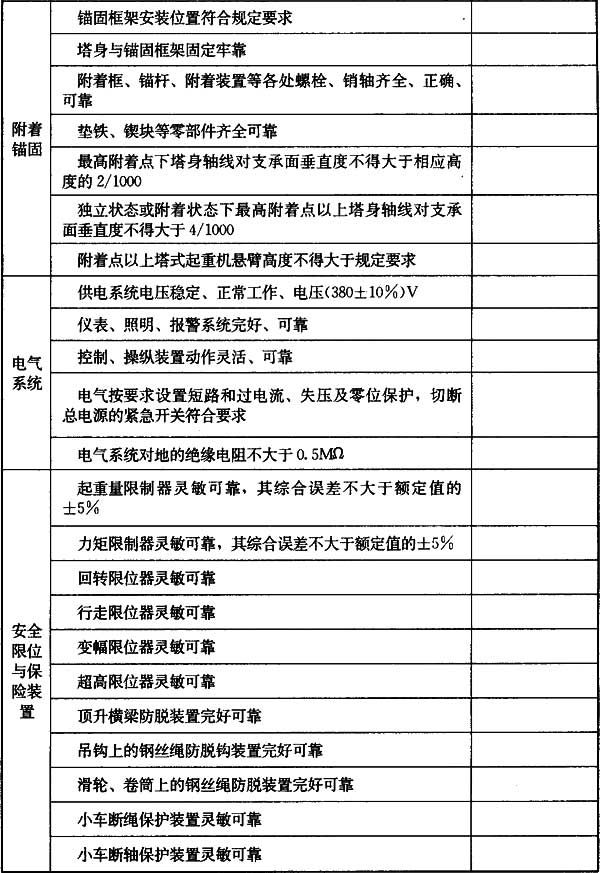 锚固框架安装位置符合规定要求
塔身与锚固框架固定牢靠
附着框、锚杆、附着装置等各处螺栓、销轴齐全、正确、
可靠
附着
锚固
垫铁、锲块等零部件齐全可靠
最高附着点下塔身轴线对支承面垂直度不得大于相应高
度的2/1000
独立状态或附着状态下最高附着点以上塔身轴线对支承
面垂直度不得大于4/1000
附着点以上塔式起重机悬臂高度不得大于规定要求
供电系统电压稳定、正常工作、电压(380±10%)V
仪表、照明、报警系统完好、可靠
电气
系统
控制、操纵装置动作灵活、可靠
电气按要求设置短路和过电流、失压及零位保护，切断
总电源的紧急开关符合要求
电气系统对地的绝缘电阻不大于0.5MΩ
起重量限制器灵敏可靠，其综合误差不大于额定值的
±5%
力矩限制器灵敏可靠，其综合误差不大于额定值的±5%
回转限位器灵敏可靠
行走限位器灵敏可靠
安全
限位
与保
险装
置
变幅限位器灵敏可靠
超高限位器灵敏可靠
顶升横梁防脱装置完好可靠
吊钩上的钢丝绳防脱钩装置完好可靠
滑轮、卷筒上的钢丝绳防脱装置完好可靠
小车断绳保护装置灵敏可靠
小车断轴保护装置灵敏可靠